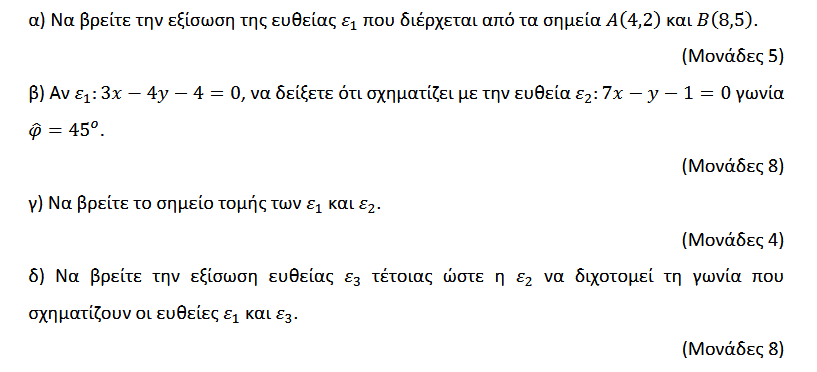 α) Να βρείτε την εξίσωση της ευθείας ε₁ που διέρχεται από τα σημεία A(4,2) και B(8,5).
(Μονάδες 5)
β) Αν ε₁: 3x − 4y − 4 = 0, να δείξετε ότι σχηματίζει με την ευθεία ε₂: 7x − y − 1 = 0 γωνία
φ̂ = 45ᵒ.
(Μονάδες 8)
γ) Να βρείτε το σημείο τομής των ε₁ και ε₂.
(Μονάδες 4)
δ) Να βρείτε την εξίσωση ευθείας ε₃ τέτοιας ώστε η ε₂ να διχοτομεί τη γωνία που
σχηματίζουν οι ευθείες ε₁ και ε₃.
(Μονάδες 8)